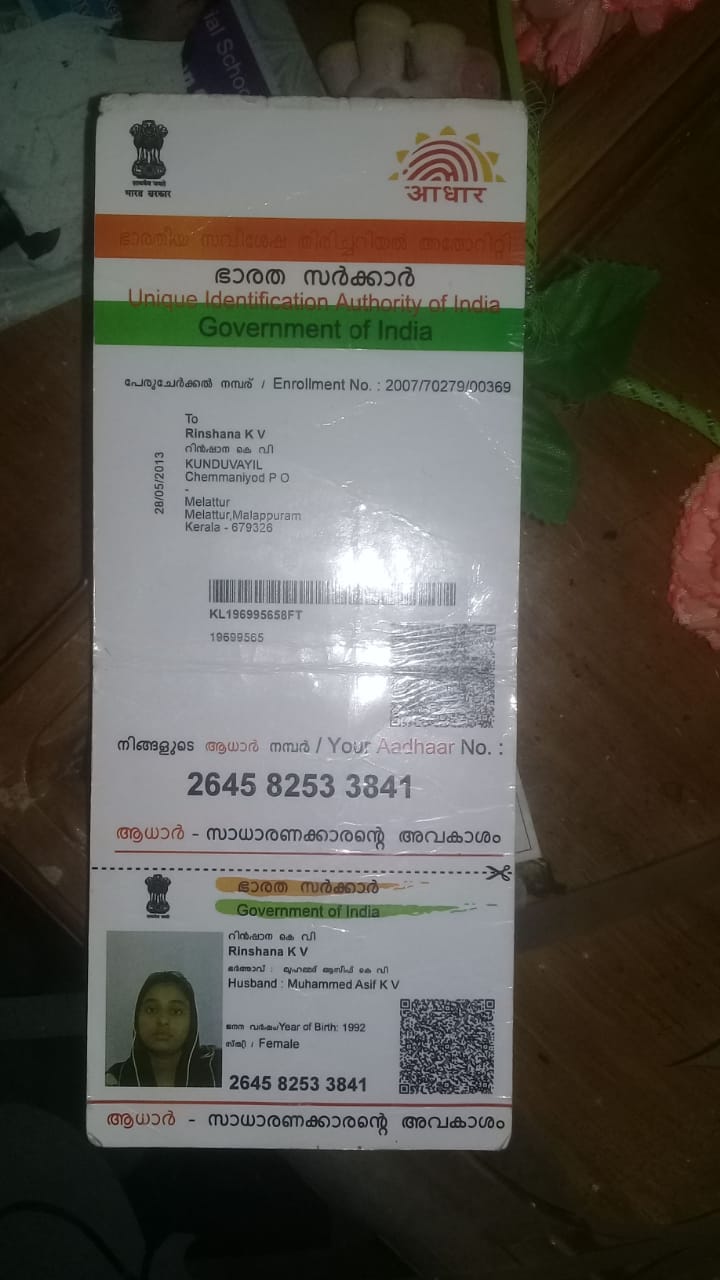 ial Schoo
भारत सरकार
आधार
ഭാരതീയ സവിശേഷ തിരിച്ചറിയൽ അതോറിറ്റി
ഭാരത സർക്കാർ
Unique Identification Authority of India
Government of India
പേരുചേർക്കൽ നമ്പര് / Enrollment No. : 2007/70279/00369
28/05/2013
To
Rinshana K V
റിൻഷാന കെ വി
KUNDUVAYIL
Chemmaniyod P O
-
Melattur
Melattur,Malappuram
Kerala - 679326
KL196995658FT
19699565
നിങ്ങളുടെ ആധാർ നമ്പർ / Your Aadhaar No. :
2645 8253 3841
ആധാർ - സാധാരണക്കാരന്റെ അവകാശം
ഭാരത സർക്കാർ
Government of India
റിൻഷാന കെ വി
Rinshana K V
ഭർത്താവ് : മുഹമ്മദ് ആസിഫ് കെ വി
Husband : Muhammed Asif K V
ജനന വർഷം/Year of Birth: 1992
സ്ത്രീ / Female
2645 8253 3841
ആധാർ - സാധാരണക്കാരന്റെ അവകാശം